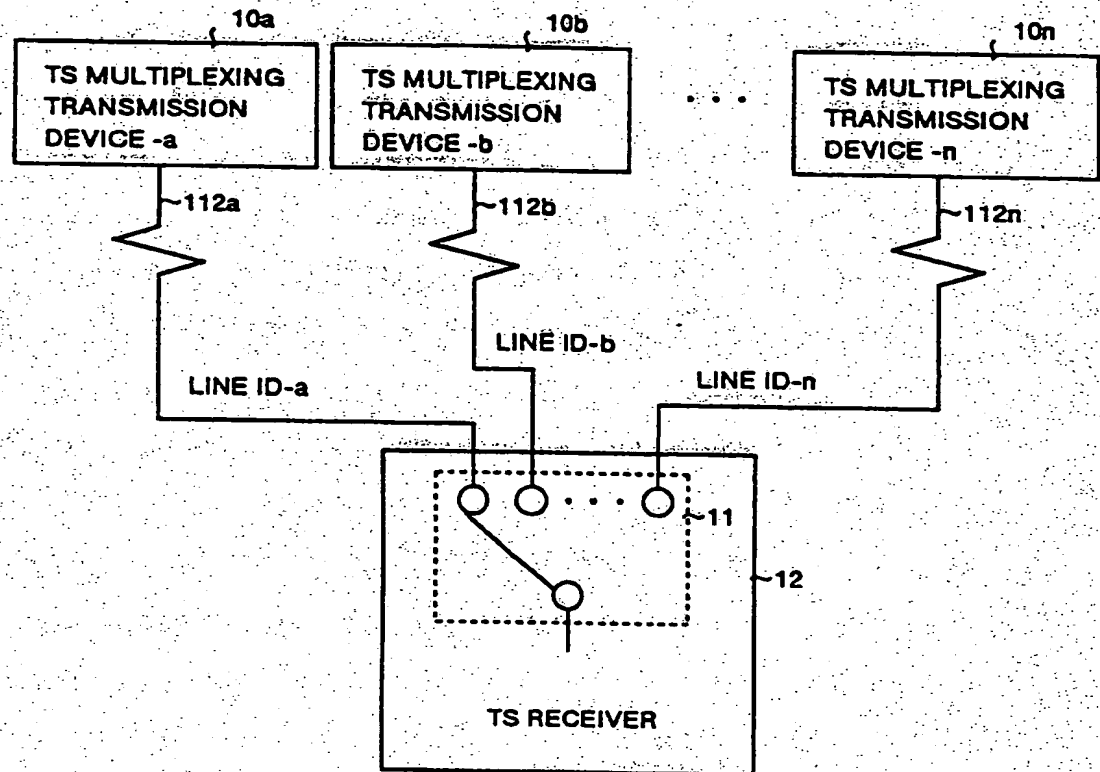 10a
10b
10n
TS MULTIPLEXING
TRANSMISSION
DEVICE -a
TS MULTIPLEXING
TRANSMISSION
DEVICE -b
• • •
TS MULTIPLEXING
TRANSMISSION
DEVICE -n
112a
112b
112n
LINE ID-b
LINE ID-a
LINE ID-n
• • •
11
12
TS RECEIVER